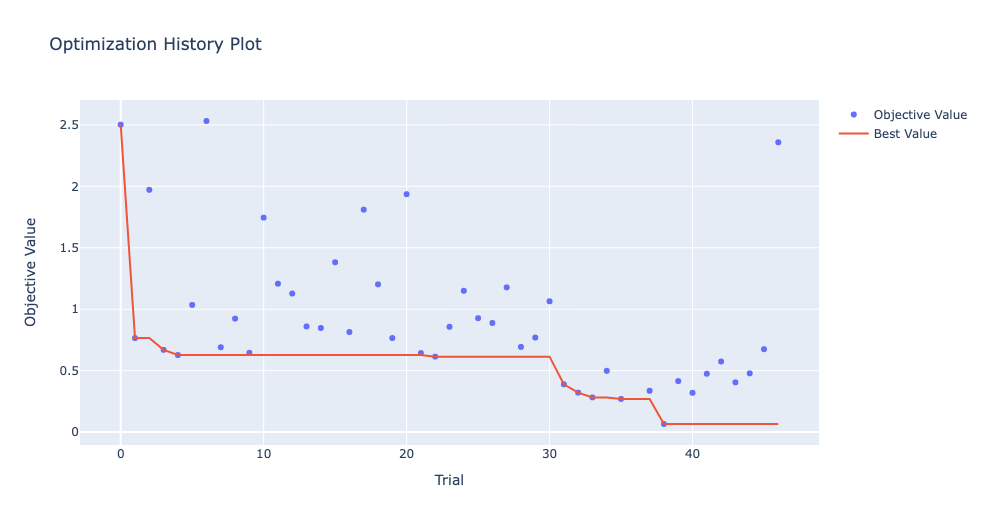 Optimization History Plot
Objective Value
Best Value
2.5
2
1.5
1
0.5
0
Objective Value
0
10
20
30
40
Trial